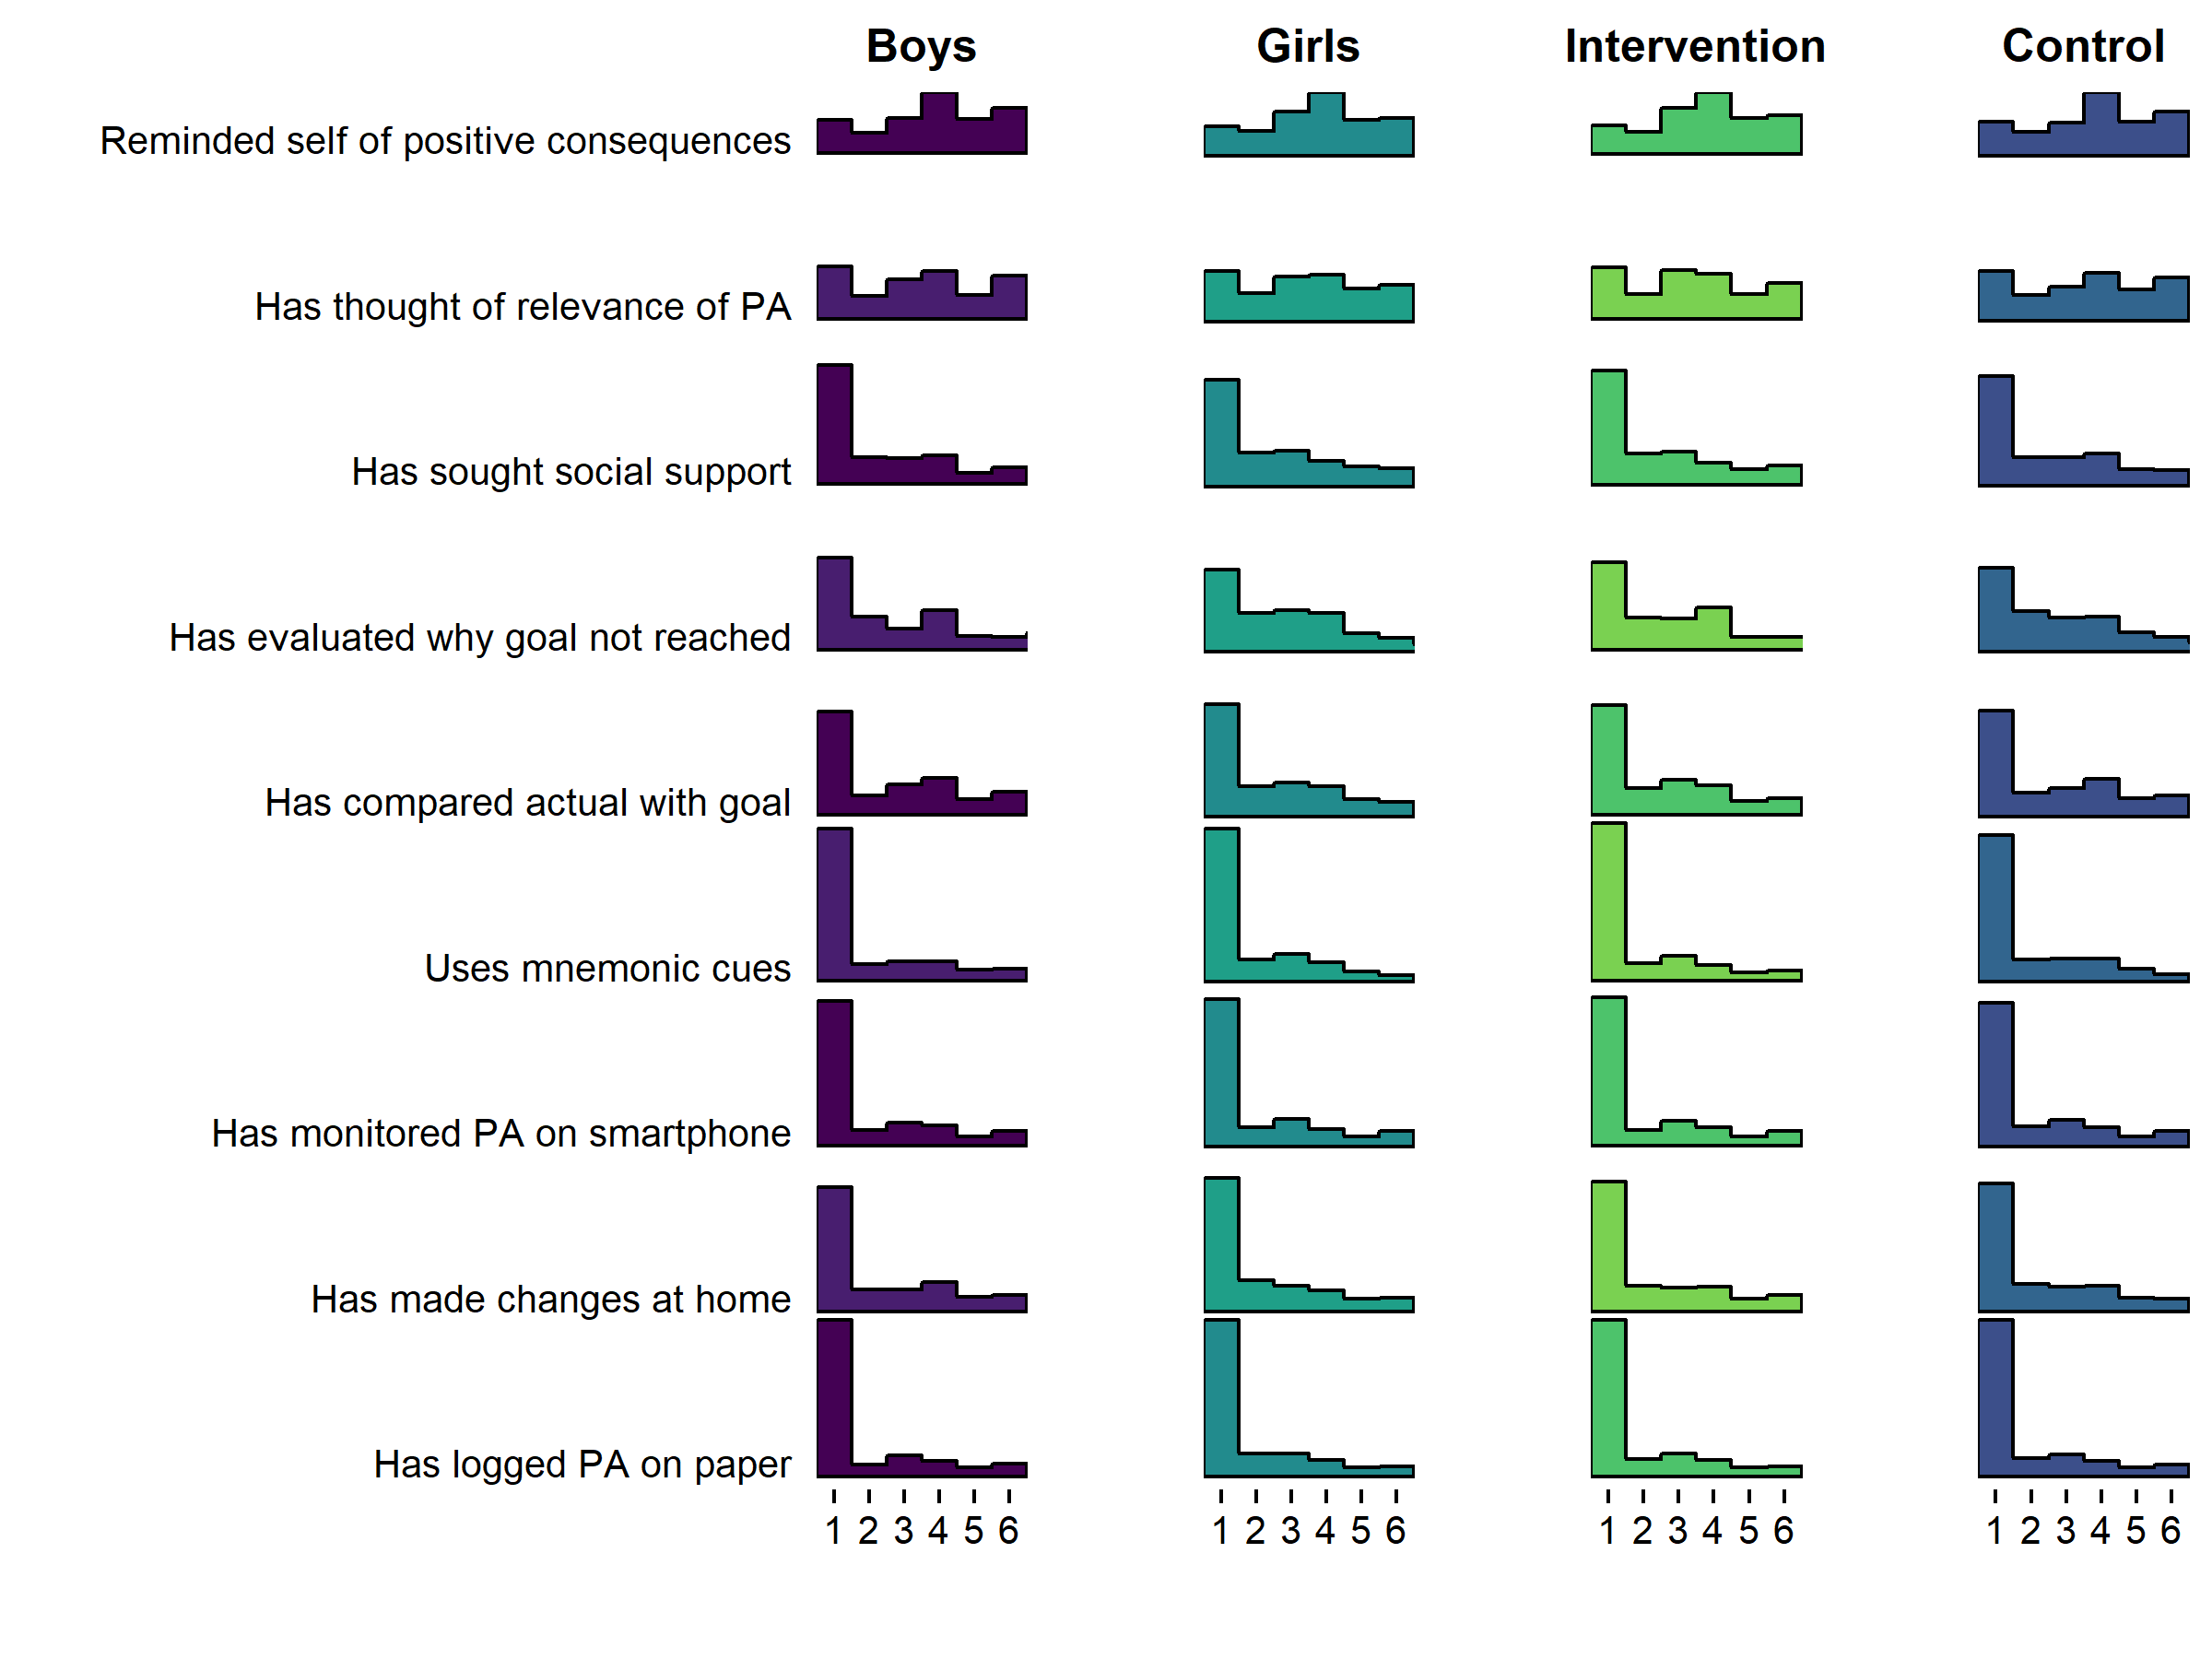 Boys Girls Intervention Control
Reminded self of positive consequences
Has thought of relevance of PA
Has sought social support
Has evaluated why goal not reached
Has compared actual with goal
Uses mnemonic cues
Has monitored PA on smartphone
Has made changes at home
Has logged PA on paper
1 2 3 4 5 6 1 2 3 4 5 6 1 2 3 4 5 6 1 2 3 4 5 6